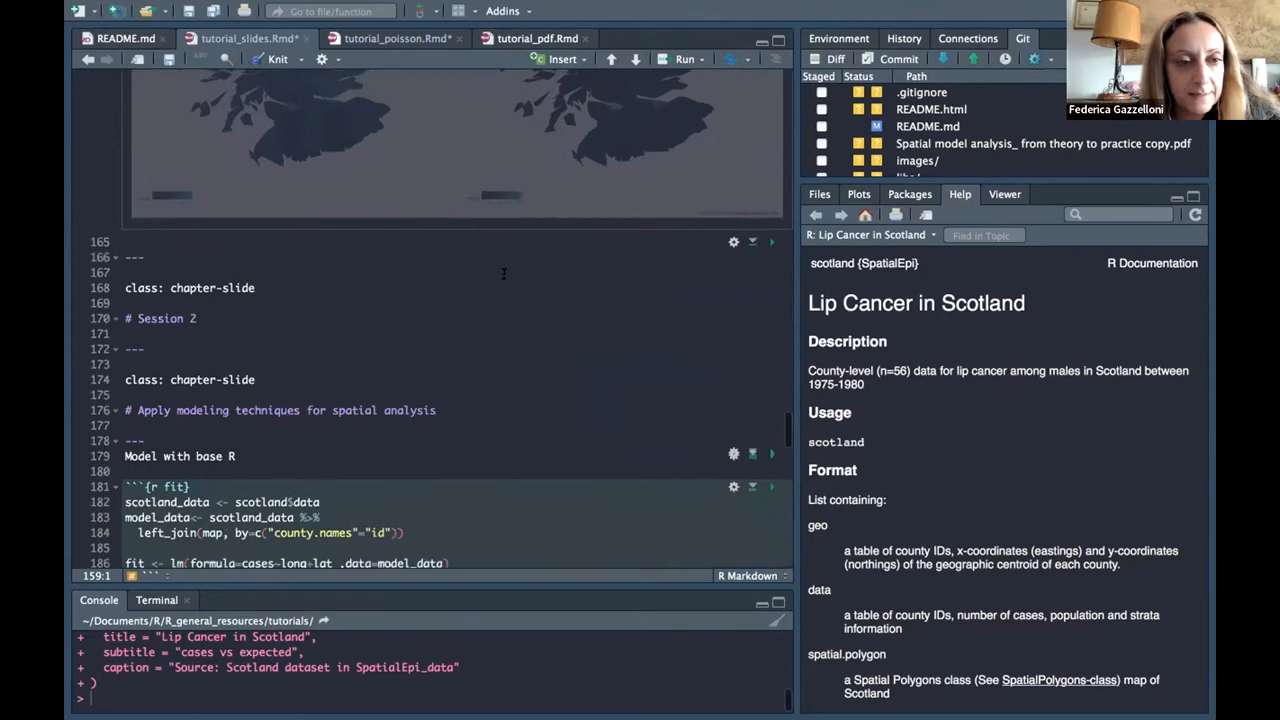 Go to file/function
Addins
README.md
tutorial_slides.Rmd*
tutorial_poisson.Rmd*
tutorial_pdf.Rmd
Knit
Insert
Run
165
166 ---
167
168 class: chapter-slide
169
170 # Session 2
171
172 ---
173
174 class: chapter-slide
175
176 # Apply modeling techniques for spatial analysis
177
178 ---
179 Model with base R
180
181 ```{r fit}
182 scotland_data <- scotland$data
183 model_data<- scotland_data %>%
184 left_join(map, by=c("county.names"="id"))
185
186 fit <- lm(formula=cases~long+lat ,data=model_data)
159:1
R Markdown
Console
Terminal
~/Documents/R/R_general_resources/tutorials/
+ title = "Lip Cancer in Scotland",
+ subtitle = "cases vs expected",
+ caption = "Source: Scotland dataset in SpatialEpi_data"
+ )
>
Environment
History
Connections
Git
Diff
Commit
Staged
Status
Path
.gitignore
README.html
M README.md
Spatial model analysis_ from theory to practice copy.pdf
images/
Federica Gazzelloni
Files
Plots
Packages
Help
Viewer
R: Lip Cancer in Scotland
Find in Topic
scotland {SpatialEpi}
R Documentation
Lip Cancer in Scotland
Description
County-level (n=56) data for lip cancer among males in Scotland between
1975-1980
Usage
scotland
Format
List containing:
geo
a table of county IDs, x-coordinates (eastings) and y-coordinates
(northings) of the geographic centroid of each county.
data
a table of county IDs, number of cases, population and strata
information
spatial.polygon
a Spatial Polygons class (See SpatialPolygons-class) map of
Scotland